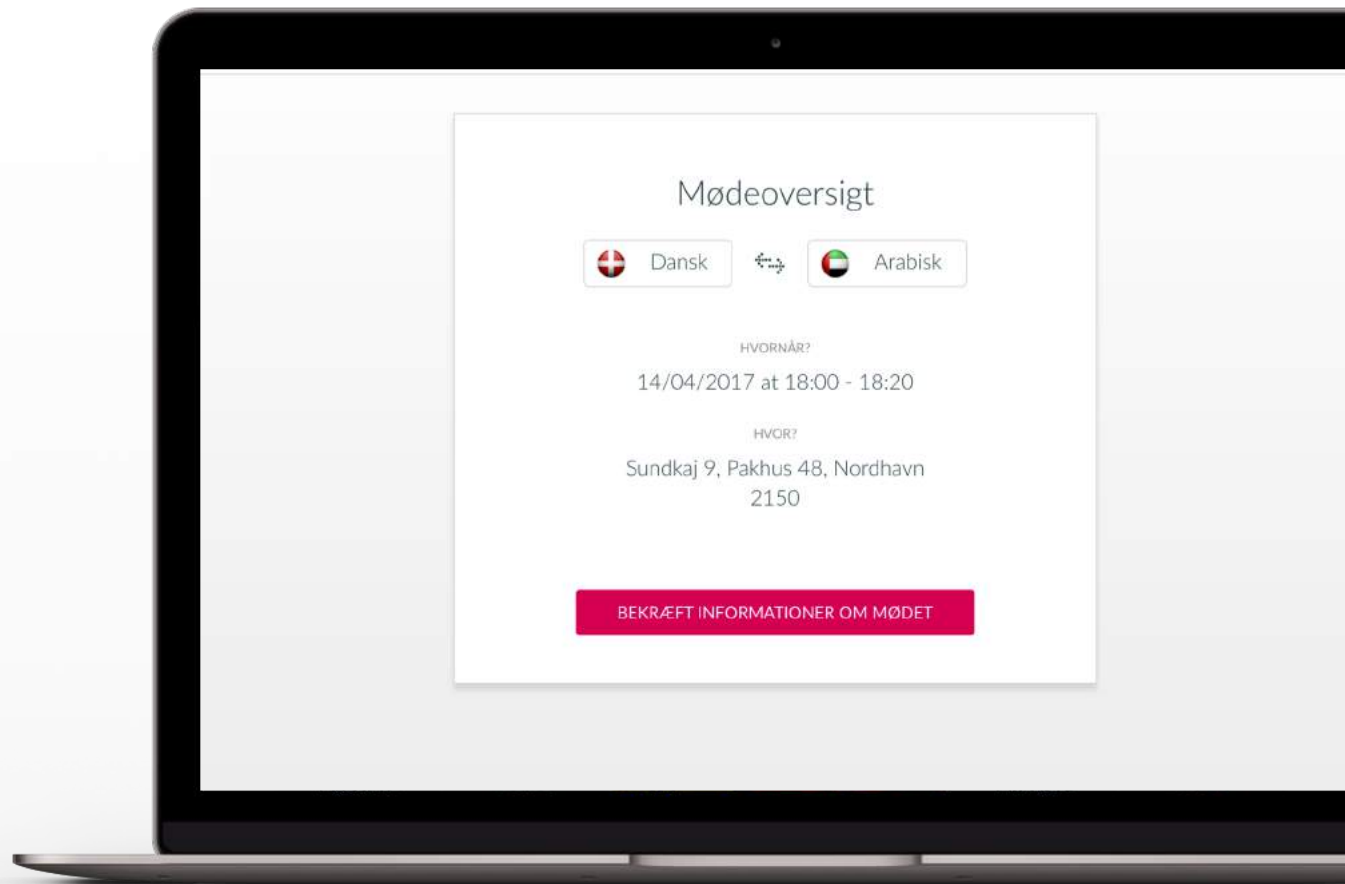 Mødeoversigt
Dansk Arabisk
HVORNÅR?
14/04/2017 at 18:00 - 18:20
HVOR?
Sundkaj 9, Pakhus 48, Nordhavn
2150
BEKRÆFT INFORMATIONER OM MØDET